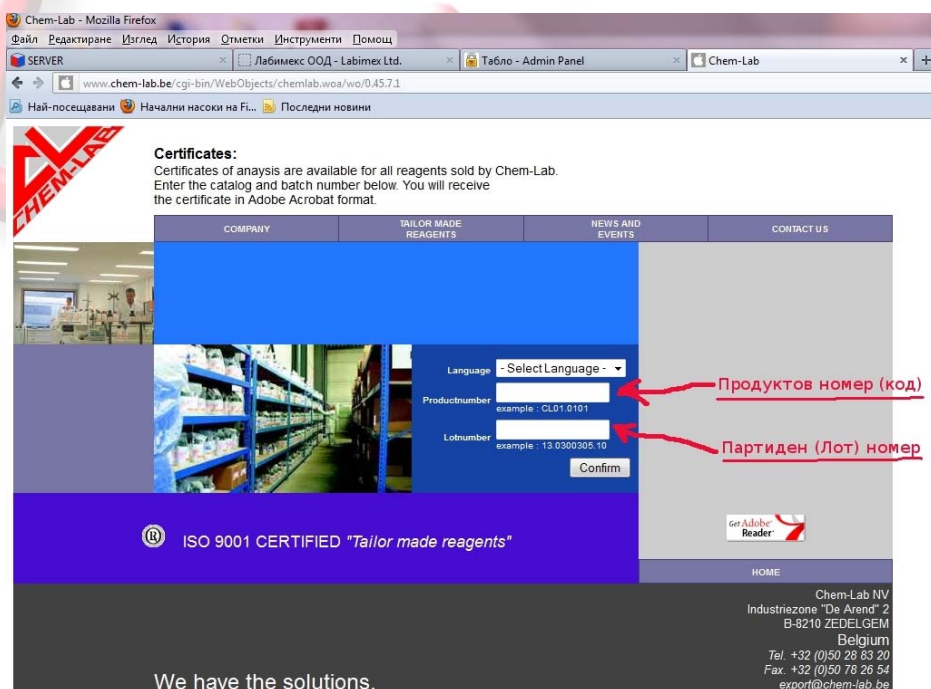 Chem-Lab - Mozilla Firefox
Файл Редактиране Изглед История Отметки Инструменти Помощ
SERVER × Лабимекс ООД - Labimex Ltd. × Табло - Admin Panel × Chem-Lab × +
www.chem-lab.be/cgi-bin/WebObjects/chemlab.woa/wo/0.45.7.1
Най-посещавани Начални насоки на Fi... Последни новини
CHEM-LAB
Certificates:
Certificates of anaysis are available for all reagents sold by Chem-Lab.
Enter the catalog and batch number below. You will receive
the certificate in Adobe Acrobat format.
COMPANY
TAILOR MADE
REAGENTS
NEWS AND
EVENTS
CONTACT US
Language - Select Language -
Productnumber
example : CL01.0101
Продуктов номер (код)
Lotnumber
example : 13.0300305.10
Партиден (Лот) номер
Confirm
® ISO 9001 CERTIFIED "Tailor made reagents"
Get Adobe®
Reader®
HOME
Chem-Lab NV
Industriezone "De Arend" 2
B-8210 ZEDELGEM
Belgium
Tel. +32 (0)50 28 83 20
Fax. +32 (0)50 78 26 54
export@chem-lab.be
We have the solutions.